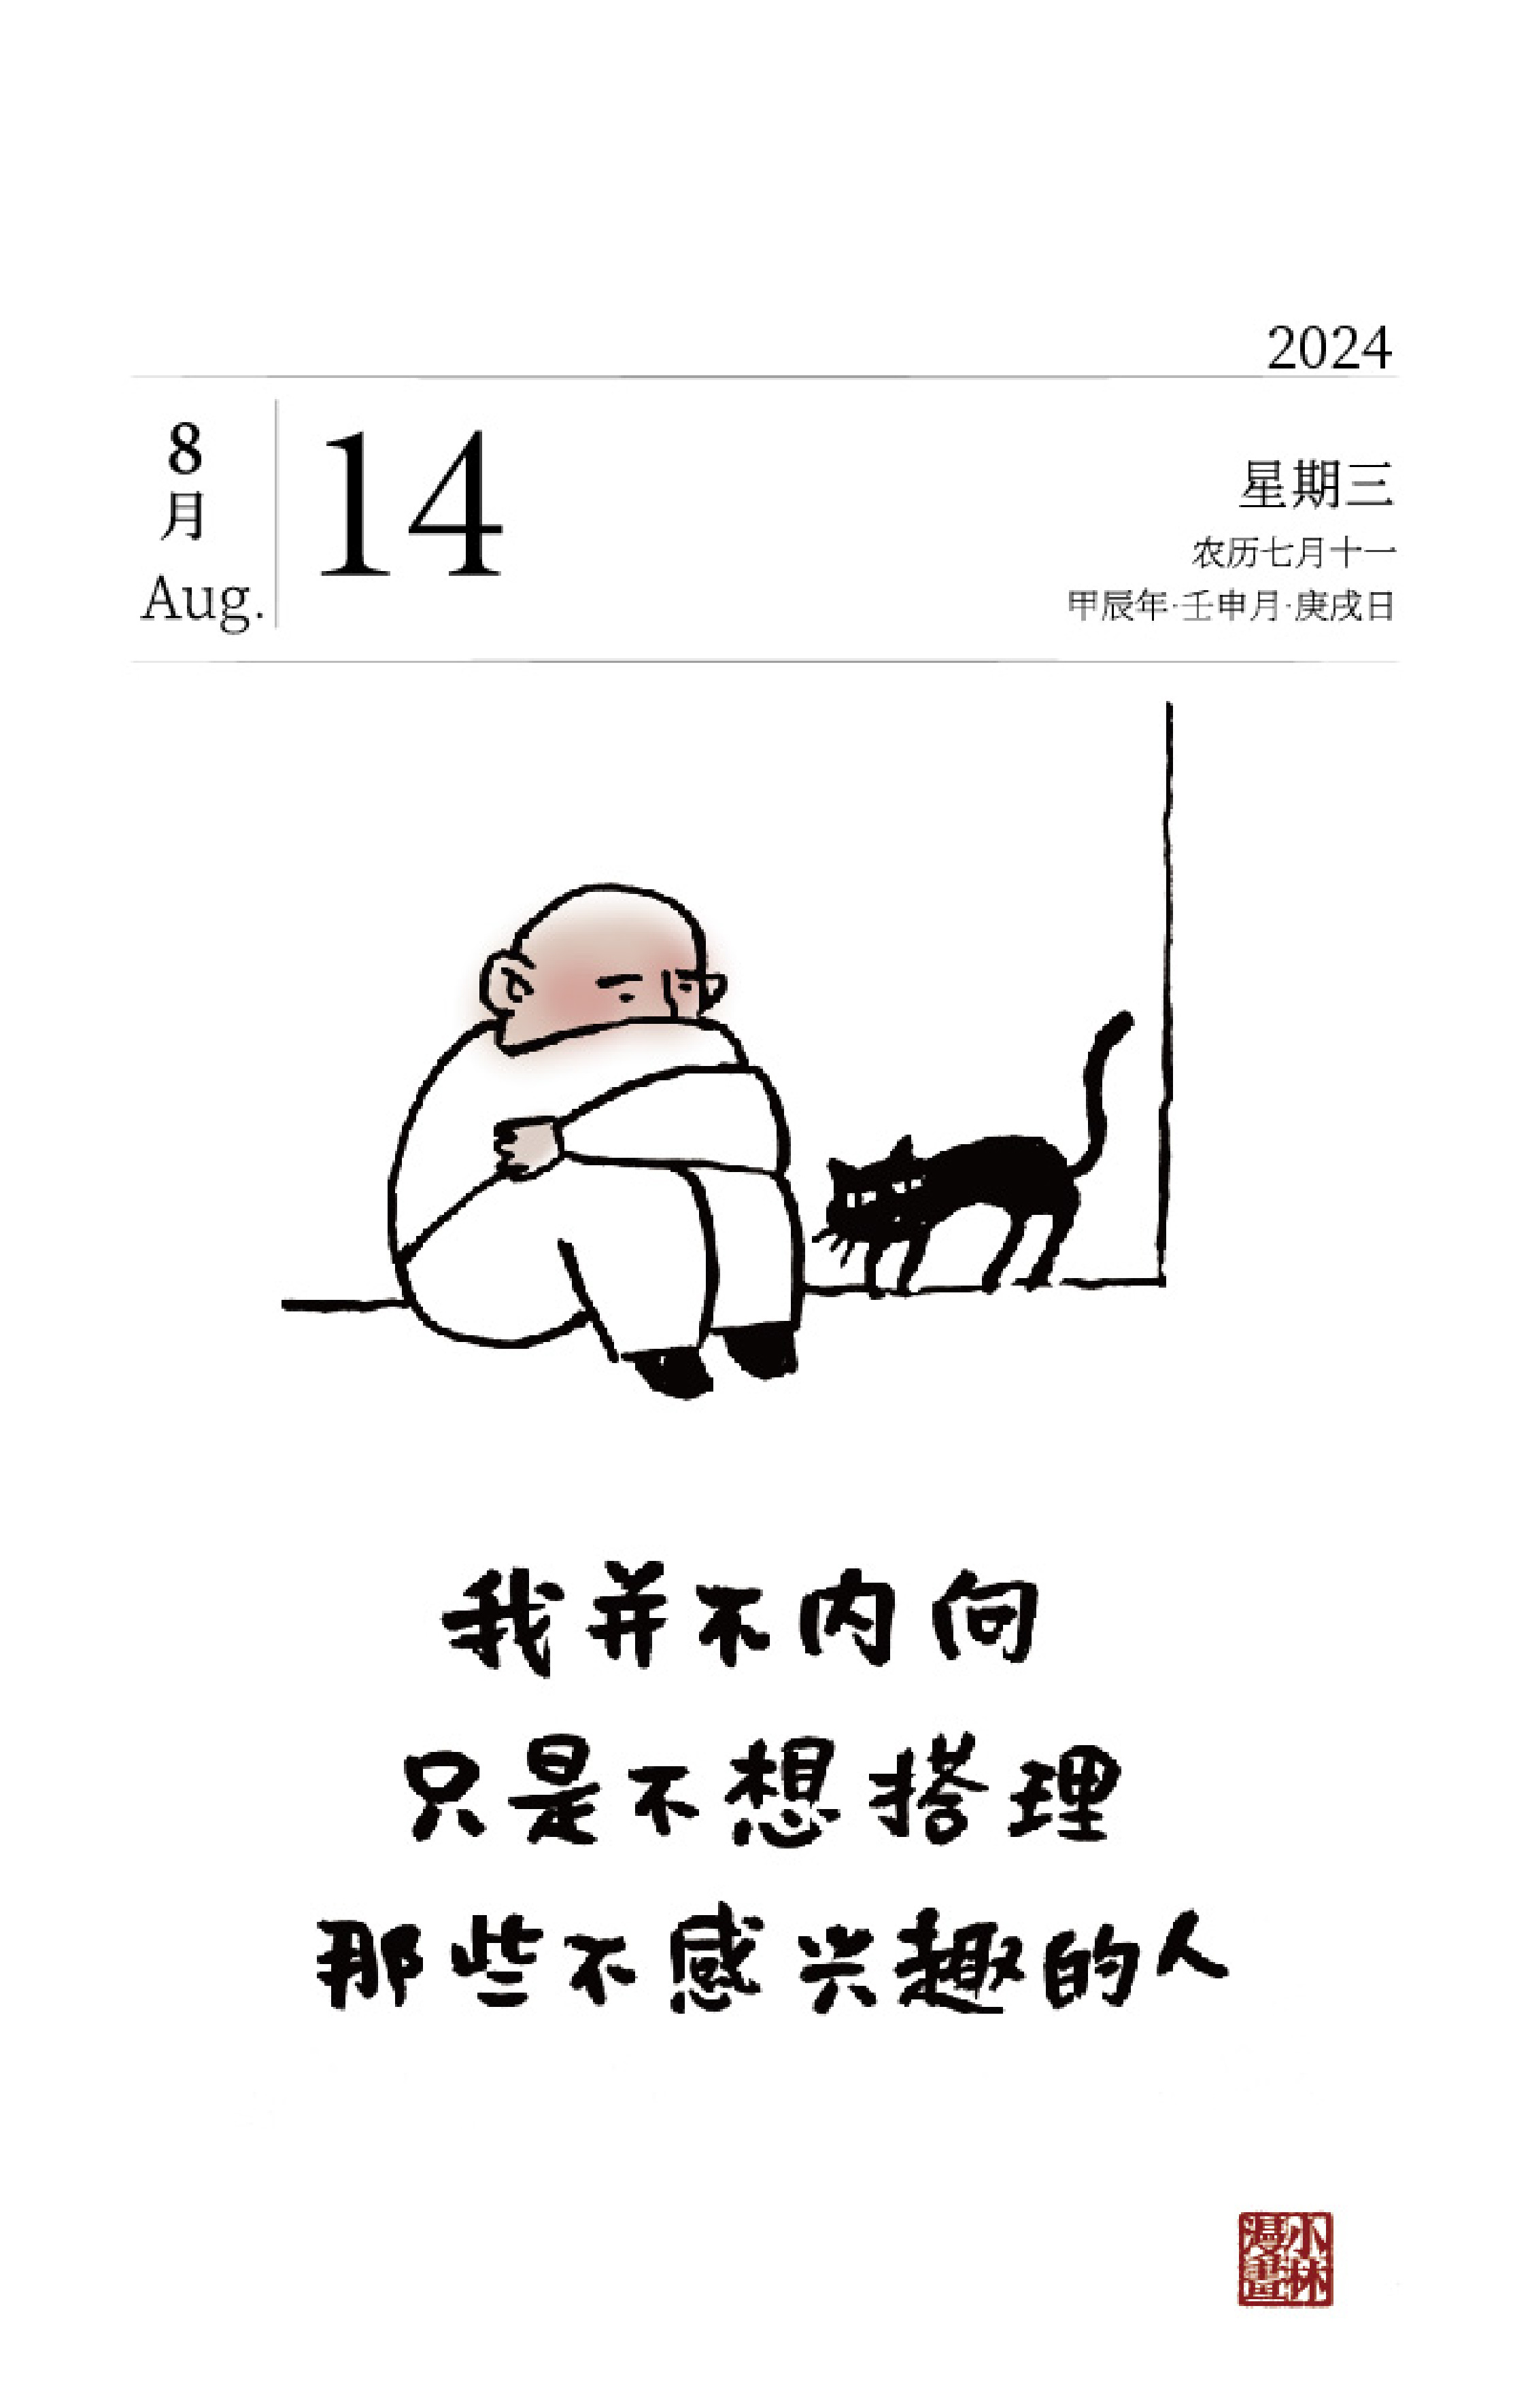 2024
8
月
Aug.
14
星期三
农历七月十一
甲辰年·壬申月·庚戌日
我并不内向
只是不想搭理
那些不感兴趣的人
小林
漫畫